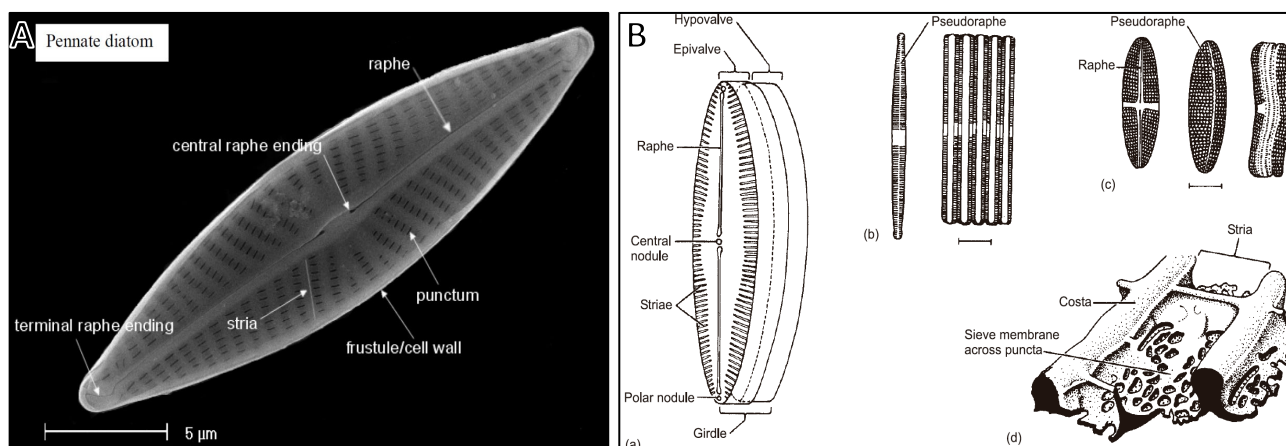 A
Pennate diatom
raphe
central raphe ending
punctum
stria
terminal raphe ending
frustule/cell wall
5 µm
B
Hypovalve
Epivalve
Raphe
Central
nodule
Striae
Polar nodule
Girdle
(a)
Pseudoraphe
(b)
Pseudoraphe
Raphe
(c)
Stria
Costa
Sieve membrane
across puncta
(d)